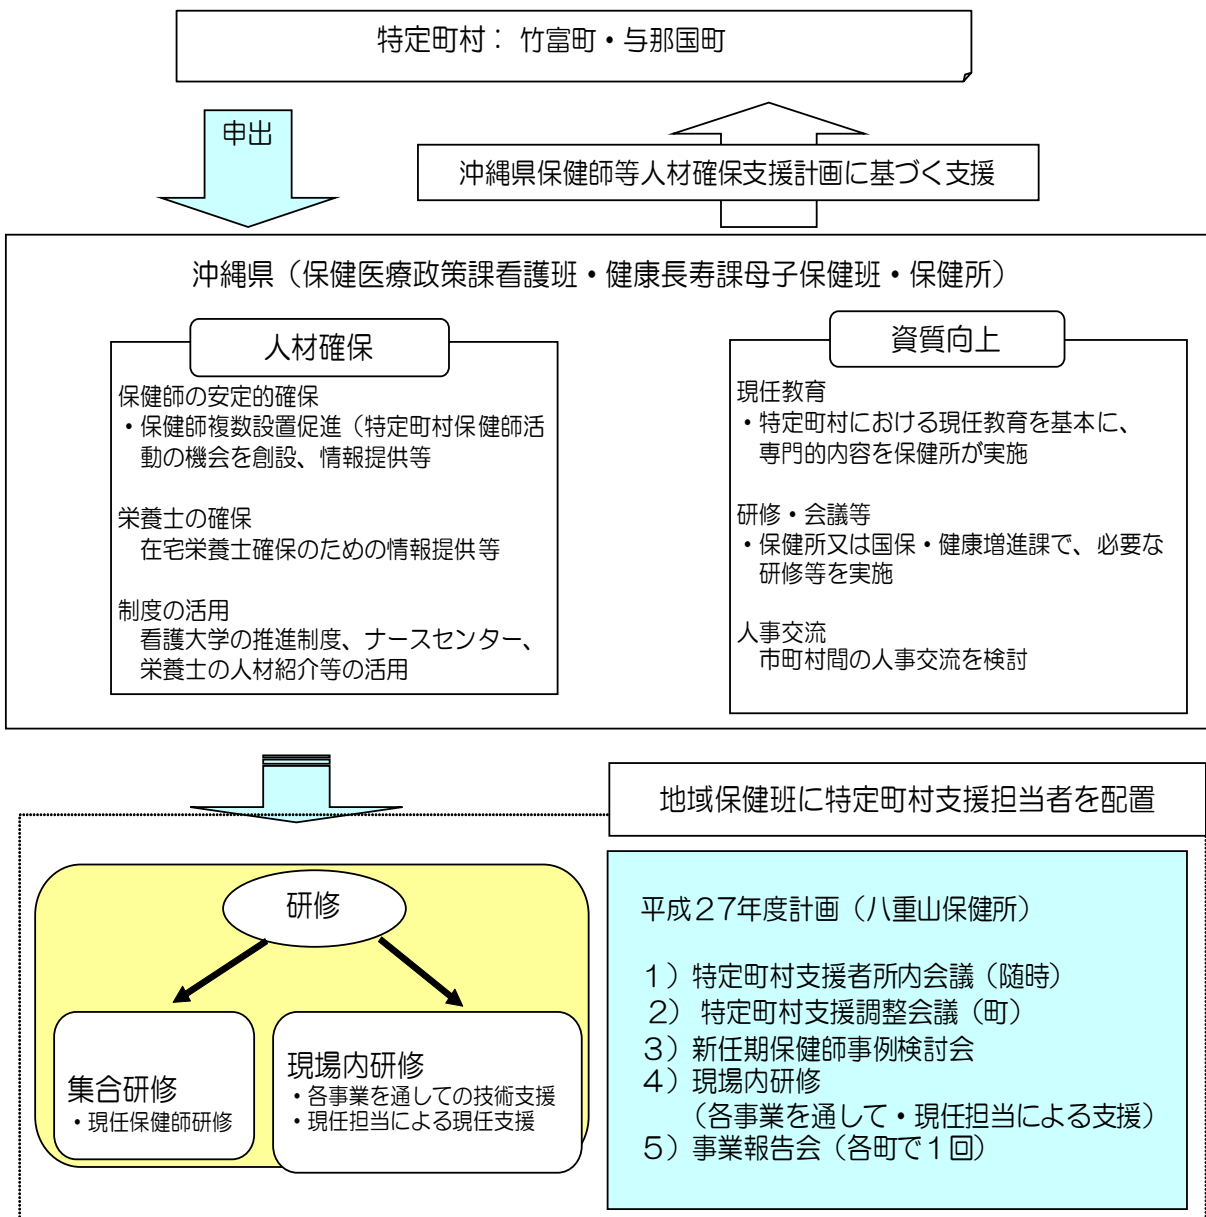 特定町村： 竹富町・与那国町
申出
沖縄県保健師等人材確保支援計画に基づく支援
沖縄県（保健医療政策課看護班・健康長寿課母子保健班・保健所）
人材確保
保健師の安定的確保
・保健師複数設置促進（特定町村保健師活
動の機会を創設、情報提供等
栄養士の確保
在宅栄養士確保のための情報提供等
制度の活用
看護大学の推進制度、ナースセンター、
栄養士の人材紹介等の活用
資質向上
現任教育
・特定町村における現任教育を基本に、
専門的内容を保健所が実施
研修・会議等
・保健所又は国保・健康増進課で、必要な
研修等を実施
人事交流
市町村間の人事交流を検討
地域保健班に特定町村支援担当者を配置
研修
集合研修
・現任保健師研修
現場内研修
・各事業を通しての技術支援
・現任担当による現任支援
平成２７年度計画（八重山保健所）
１）特定町村支援者所内会議（随時）
２） 特定町村支援調整会議（町）
３）新任期保健師事例検討会
４）現場内研修
（各事業を通して・現任担当による支援）
５）事業報告会（各町で１回）